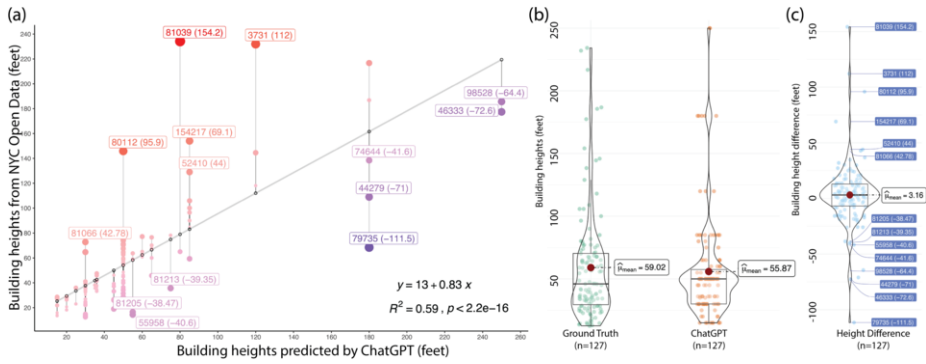 (a)
Building heights from NYC Open Data (feet)
240
220
200
180
160
140
120
100
80
60
40
20
81039 (154.2)
3731 (112)
80112 (95.9)
154217 (69.1)
52410 (44)
81066 (42.78)
98528 (−64.4)
46333 (−72.6)
74644 (−41.6)
44279 (−71)
79735 (−111.5)
81213 (−39.35)
81205 (−38.47)
55958 (−40.6)
y = 13 + 0.83 x
R² = 0.59 , p < 2.2e−16
20 40 60 80 100 120 140 160 180 200 220 240 260
Building heights predicted by ChatGPT (feet)
(b)
Building heights (feet)
250
200
150
100
50
μ̂mean = 59.02
μ̂mean = 55.87
Ground Truth
(n=127)
ChatGPT
(n=127)
(c)
Building height difference (feet)
150
100
50
0
-50
-100
81039 (154.2)
3731 (112)
80112 (95.9)
154217 (69.1)
52410 (44)
81066 (42.78)
μ̂mean = 3.16
81205 (−38.47)
81213 (−39.35)
55958 (−40.6)
74644 (−41.6)
98528 (−64.4)
44279 (−71)
46333 (−72.6)
79735 (−111.5)
Height Difference
(n=127)